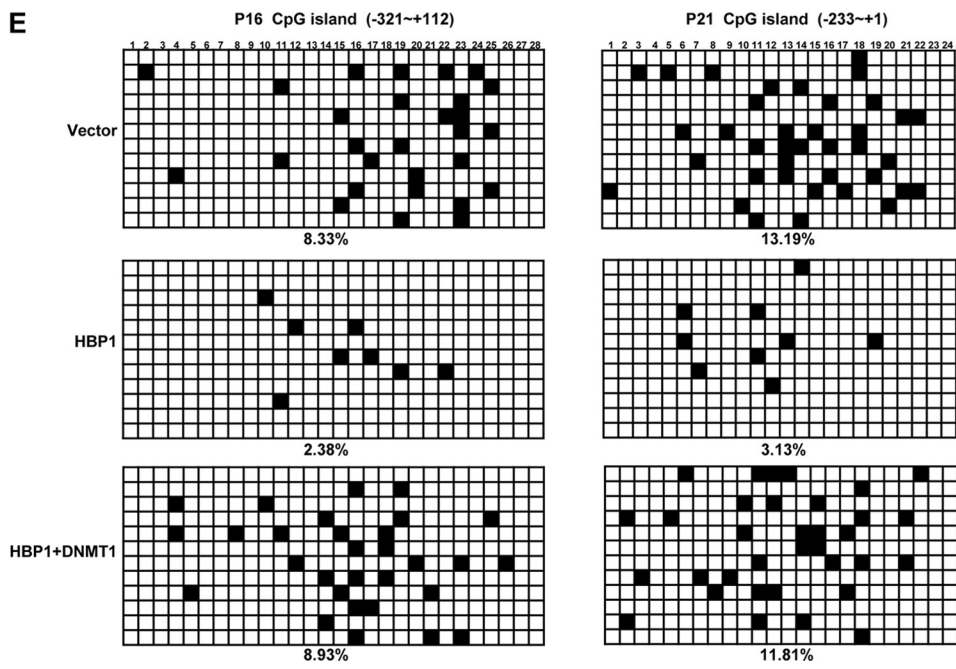 E
P16 CpG island (-321~+112)
P21 CpG island (-233~+1)
1 2 3 4 5 6 7 8 9 10 11 12 13 14 15 16 17 18 19 20 21 22 23 24 25 26 27 28
1 2 3 4 5 6 7 8 9 10 11 12 13 14 15 16 17 18 19 20 21 22 23 24
Vector
8.33%
13.19%
HBP1
2.38%
3.13%
HBP1+DNMT1
8.93%
11.81%